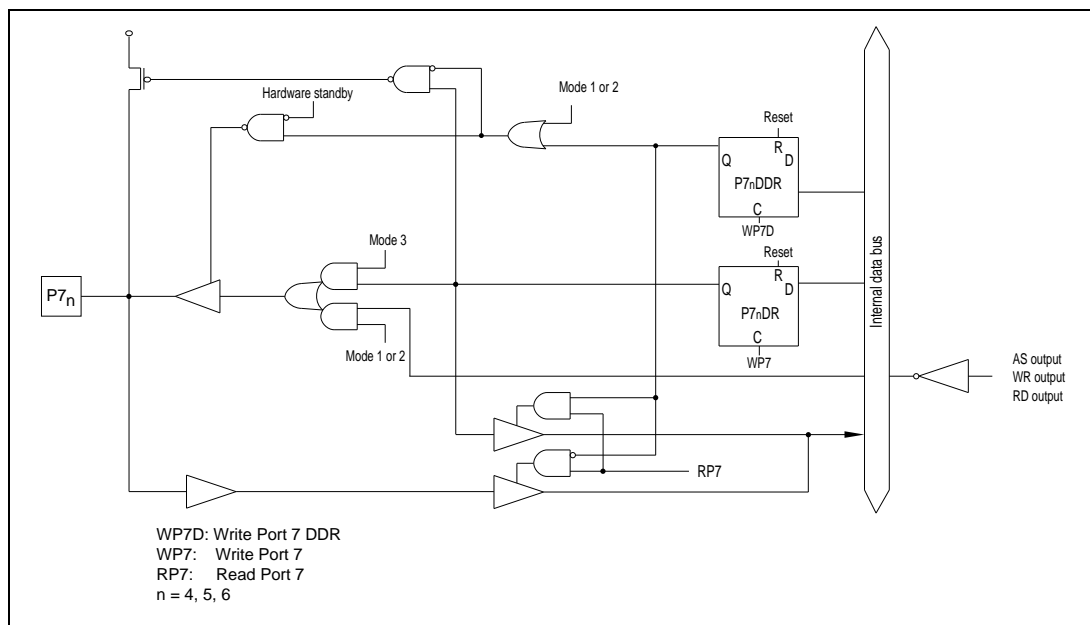 Mode 1 or 2
Hardware standby
Reset
R
Q D
P7nDDR
C
WP7D
Mode 3
Reset
R
Q D
P7n
P7nDR
C
Mode 1 or 2
WP7
Internal data bus
AS output
WR output
RD output
RP7
WP7D: Write Port 7 DDR
WP7: Write Port 7
RP7: Read Port 7
n = 4, 5, 6